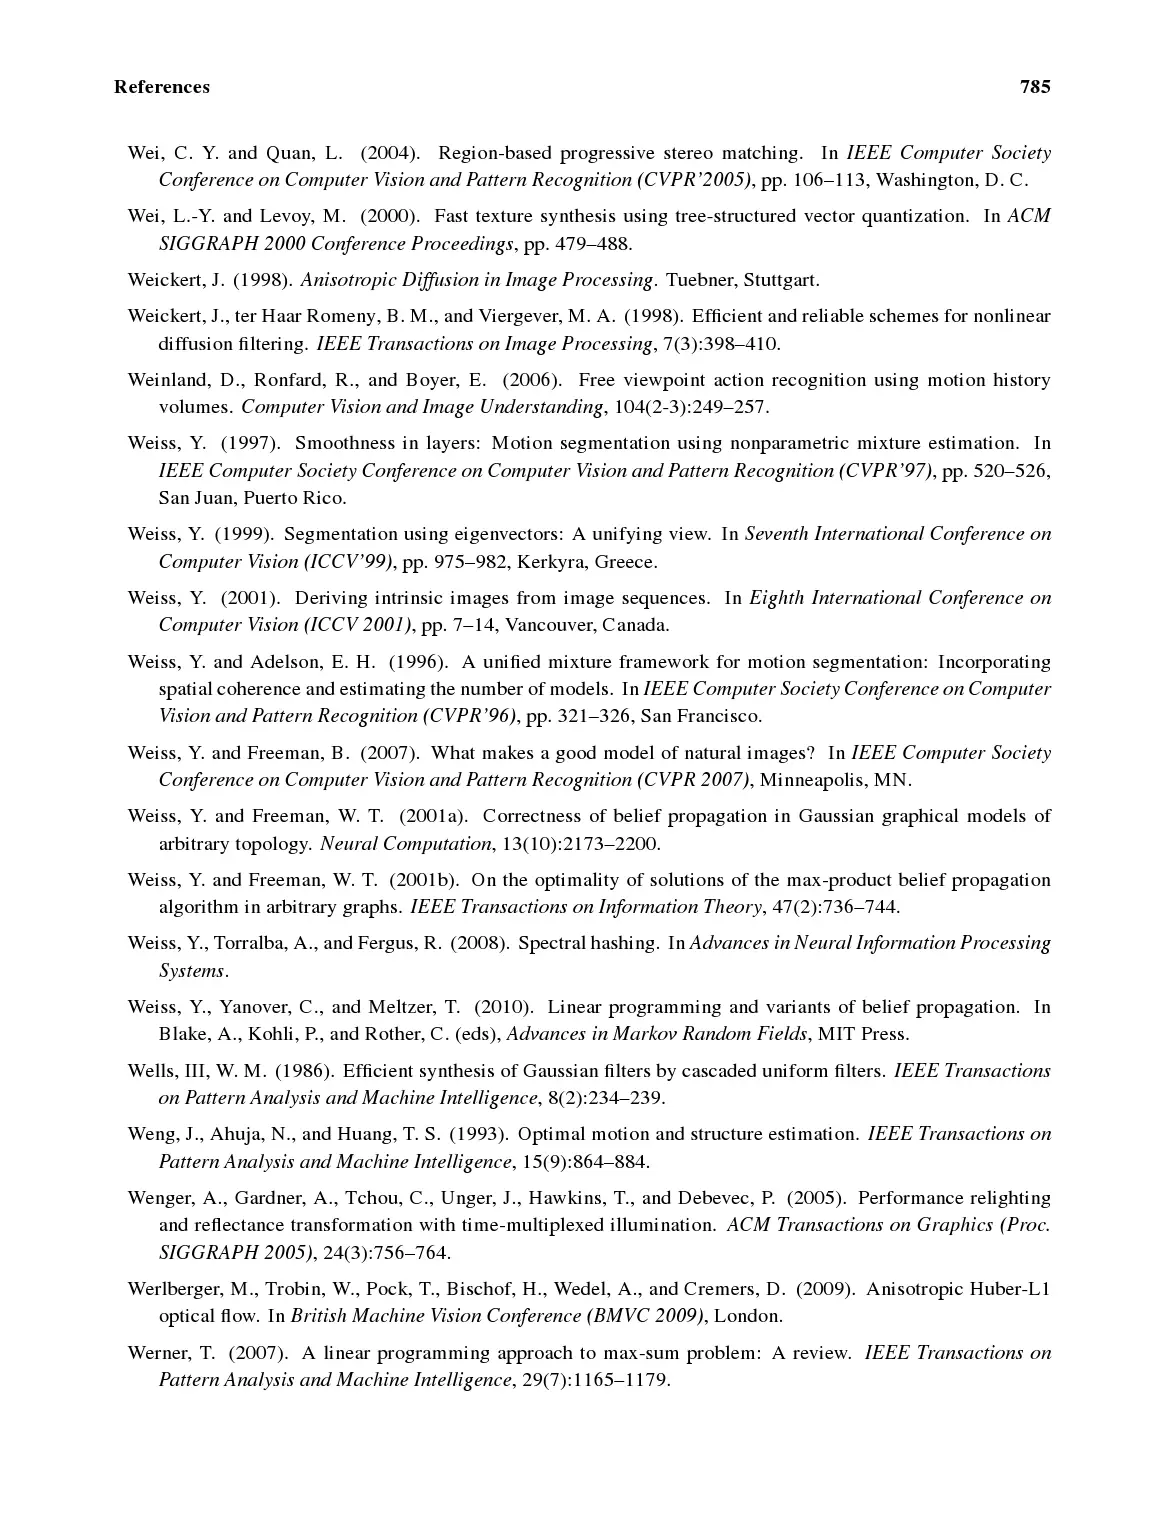 References 785
Wei, C. Y. and Quan, L. (2004). Region-based progressive stereo matching. In IEEE Computer Society
Conference on Computer Vision and Pattern Recognition (CVPR'2005), pp. 106–113, Washington, D. C.
Wei, L.-Y. and Levoy, M. (2000). Fast texture synthesis using tree-structured vector quantization. In ACM
SIGGRAPH 2000 Conference Proceedings, pp. 479–488.
Weickert, J. (1998). Anisotropic Diffusion in Image Processing. Tuebner, Stuttgart.
Weickert, J., ter Haar Romeny, B. M., and Viergever, M. A. (1998). Efficient and reliable schemes for nonlinear
diffusion filtering. IEEE Transactions on Image Processing, 7(3):398–410.
Weinland, D., Ronfard, R., and Boyer, E. (2006). Free viewpoint action recognition using motion history
volumes. Computer Vision and Image Understanding, 104(2-3):249–257.
Weiss, Y. (1997). Smoothness in layers: Motion segmentation using nonparametric mixture estimation. In
IEEE Computer Society Conference on Computer Vision and Pattern Recognition (CVPR'97), pp. 520–526,
San Juan, Puerto Rico.
Weiss, Y. (1999). Segmentation using eigenvectors: A unifying view. In Seventh International Conference on
Computer Vision (ICCV'99), pp. 975–982, Kerkyra, Greece.
Weiss, Y. (2001). Deriving intrinsic images from image sequences. In Eighth International Conference on
Computer Vision (ICCV 2001), pp. 7–14, Vancouver, Canada.
Weiss, Y. and Adelson, E. H. (1996). A unified mixture framework for motion segmentation: Incorporating
spatial coherence and estimating the number of models. In IEEE Computer Society Conference on Computer
Vision and Pattern Recognition (CVPR'96), pp. 321–326, San Francisco.
Weiss, Y. and Freeman, B. (2007). What makes a good model of natural images? In IEEE Computer Society
Conference on Computer Vision and Pattern Recognition (CVPR 2007), Minneapolis, MN.
Weiss, Y. and Freeman, W. T. (2001a). Correctness of belief propagation in Gaussian graphical models of
arbitrary topology. Neural Computation, 13(10):2173–2200.
Weiss, Y. and Freeman, W. T. (2001b). On the optimality of solutions of the max-product belief propagation
algorithm in arbitrary graphs. IEEE Transactions on Information Theory, 47(2):736–744.
Weiss, Y., Torralba, A., and Fergus, R. (2008). Spectral hashing. In Advances in Neural Information Processing
Systems.
Weiss, Y., Yanover, C., and Meltzer, T. (2010). Linear programming and variants of belief propagation. In
Blake, A., Kohli, P., and Rother, C. (eds), Advances in Markov Random Fields, MIT Press.
Wells, III, W. M. (1986). Efficient synthesis of Gaussian filters by cascaded uniform filters. IEEE Transactions
on Pattern Analysis and Machine Intelligence, 8(2):234–239.
Weng, J., Ahuja, N., and Huang, T. S. (1993). Optimal motion and structure estimation. IEEE Transactions on
Pattern Analysis and Machine Intelligence, 15(9):864–884.
Wenger, A., Gardner, A., Tchou, C., Unger, J., Hawkins, T., and Debevec, P. (2005). Performance relighting
and reflectance transformation with time-multiplexed illumination. ACM Transactions on Graphics (Proc.
SIGGRAPH 2005), 24(3):756–764.
Werlberger, M., Trobin, W., Pock, T., Bischof, H., Wedel, A., and Cremers, D. (2009). Anisotropic Huber-L1
optical flow. In British Machine Vision Conference (BMVC 2009), London.
Werner, T. (2007). A linear programming approach to max-sum problem: A review. IEEE Transactions on
Pattern Analysis and Machine Intelligence, 29(7):1165–1179.